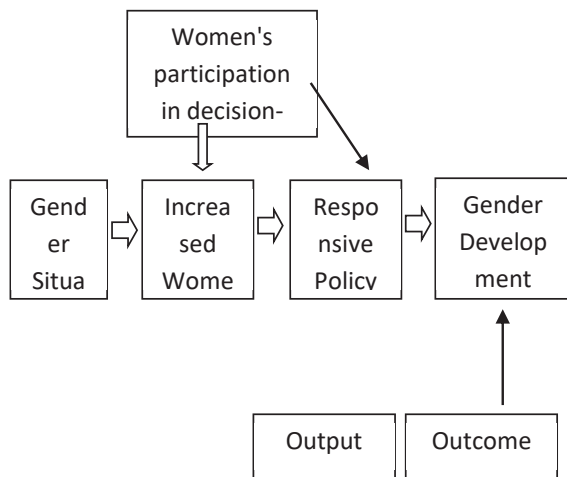 Women's
participation
in decision-
Gend
er
Situa
Increa
sed
Wome
Respo
nsive
Policy
Gender
Develop
ment
Output
Outcome